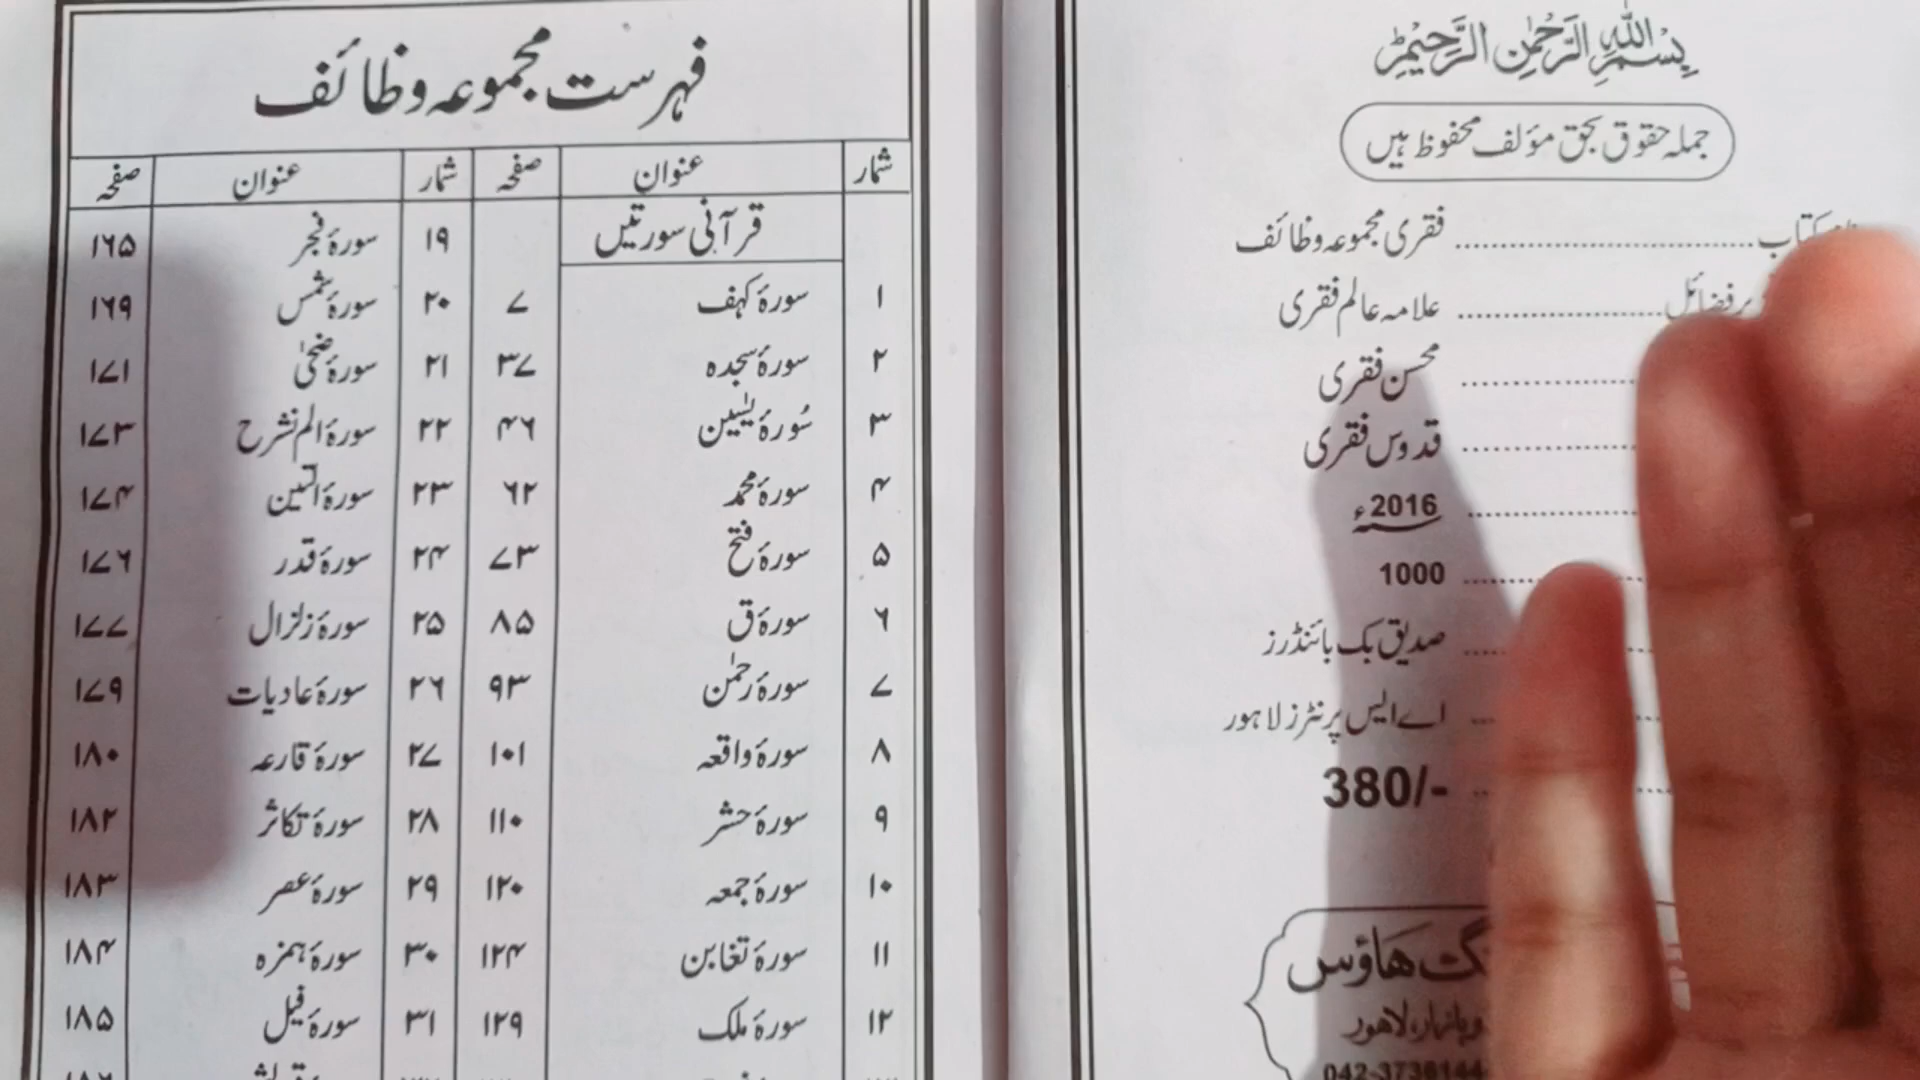 بِسْمِ اللّٰهِ الرَّحْمٰنِ الرَّحِیْمِ
جملہ حقوق بحق مؤلف محفوظ ہیں
کتاب ............ فقری مجموعہ وظائف
فضائل ............ علامہ عالم فقری
............ محسن فقری
............ قدوس فقری
............ 2016ء
............ 1000
............ صدیق بک بائنڈرز
............ اے ایس پرنٹرز لاہور
............ 380/-
ھاؤس
لاہور
فہرست مجموعہ وظائف
شمار عنوان صفحہ شمار عنوان صفحہ
قرآنی سورتیں ۱۹ سورۂ فجر ۱۶۵
۱ سورۂ کہف ۷ ۲۰ سورۂ شمس ۱۶۹
۲ سورۂ سجدہ ۳۷ ۲۱ سورۂ ضحیٰ ۱۷۱
۳ سُورۂ یٰسین ۴۶ ۲۲ سورۂ الم نشرح ۱۷۳
۴ سورۂ محمد ۶۲ ۲۳ سورۂ التین ۱۷۴
۵ سورۂ فتح ۷۳ ۲۴ سورۂ قدر ۱۷۶
۶ سورۂ ق ۸۵ ۲۵ سورۂ زلزال ۱۷۷
۷ سورۂ رحمٰن ۹۳ ۲۶ سورۂ عادیات ۱۷۹
۸ سورۂ واقعہ ۱۰۱ ۲۷ سورۂ قارعہ ۱۸۰
۹ سورۂ حشر ۱۱۰ ۲۸ سورۂ تکاثر ۱۸۲
۱۰ سورۂ جمعہ ۱۲۰ ۲۹ سورۂ عصر ۱۸۳
۱۱ سورۂ تغابن ۱۲۴ ۳۰ سورۂ ہمزہ ۱۸۴
۱۲ سورۂ ملک ۱۲۹ ۳۱ سورۂ فیل ۱۸۵